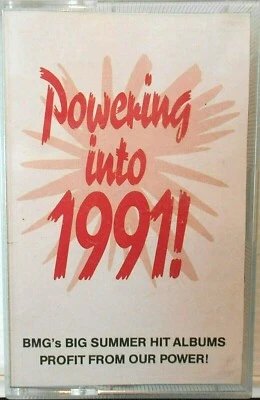 Powering
into
1991!
BMG's BIG SUMMER HIT ALBUMS
PROFIT FROM OUR POWER!